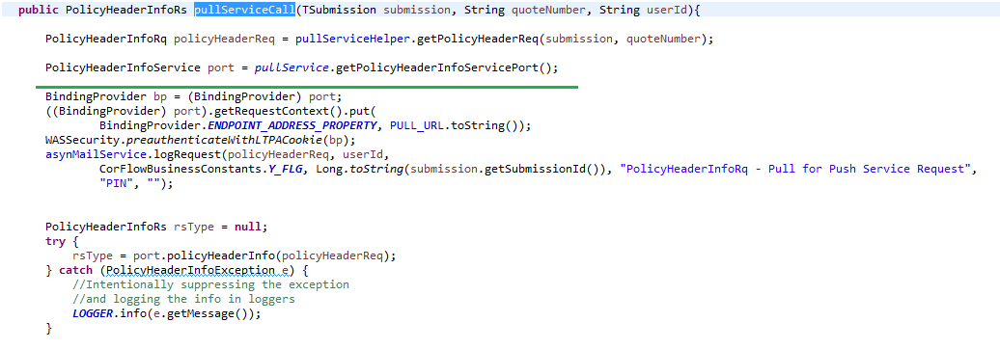 public PolicyHeaderInfoRs pullServiceCall(TSubmission submission, String quoteNumber, String userId){
PolicyHeaderInfoRq policyHeaderReq = pullServiceHelper.getPolicyHeaderReq(submission, quoteNumber);
PolicyHeaderInfoService port = pullService.getPolicyHeaderInfoServicePort();
BindingProvider bp = (BindingProvider) port;
((BindingProvider) port).getRequestContext().put(
BindingProvider.ENDPOINT_ADDRESS_PROPERTY, PULL_URL.toString());
WASSecurity.preauthenticateWithLTPACookie(bp);
asynMailService.logRequest(policyHeaderReq, userId,
CorFlowBusinessConstants.Y_FLG, Long.toString(submission.getSubmissionId()), "PolicyHeaderInfoRq - Pull for Push Service Request",
"PIN", "");
PolicyHeaderInfoRs rsType = null;
try {
rsType = port.policyHeaderInfo(policyHeaderReq);
} catch (PolicyHeaderInfoException e) {
//Intentionally suppressing the exception
//and logging the info in loggers
LOGGER.info(e.getMessage());
}